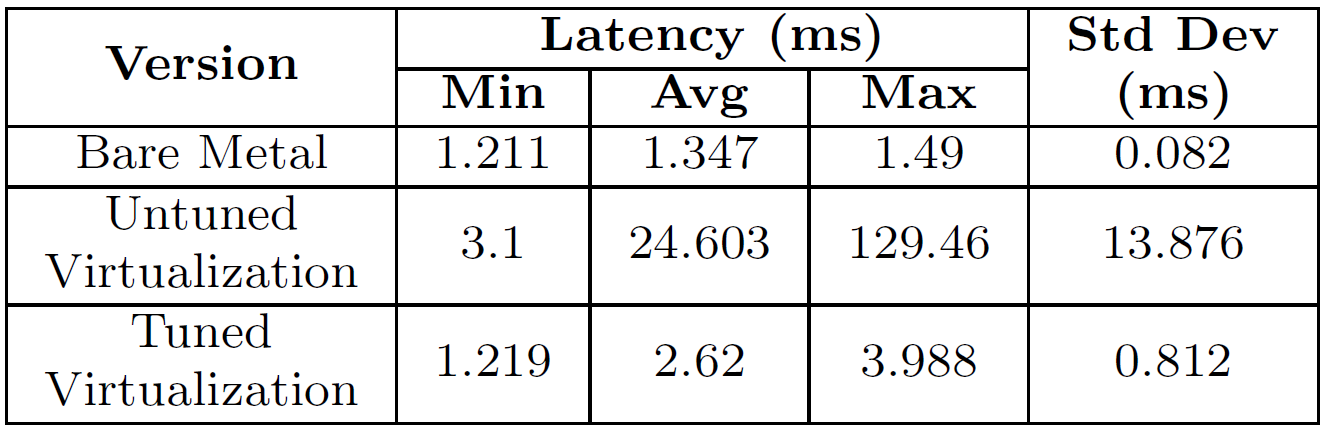 Version Latency (ms) Std Dev (ms)
Min Avg Max
Bare Metal 1.211 1.347 1.49 0.082
Untuned
Virtualization 3.1 24.603 129.46 13.876
Tuned
Virtualization 1.219 2.62 3.988 0.812